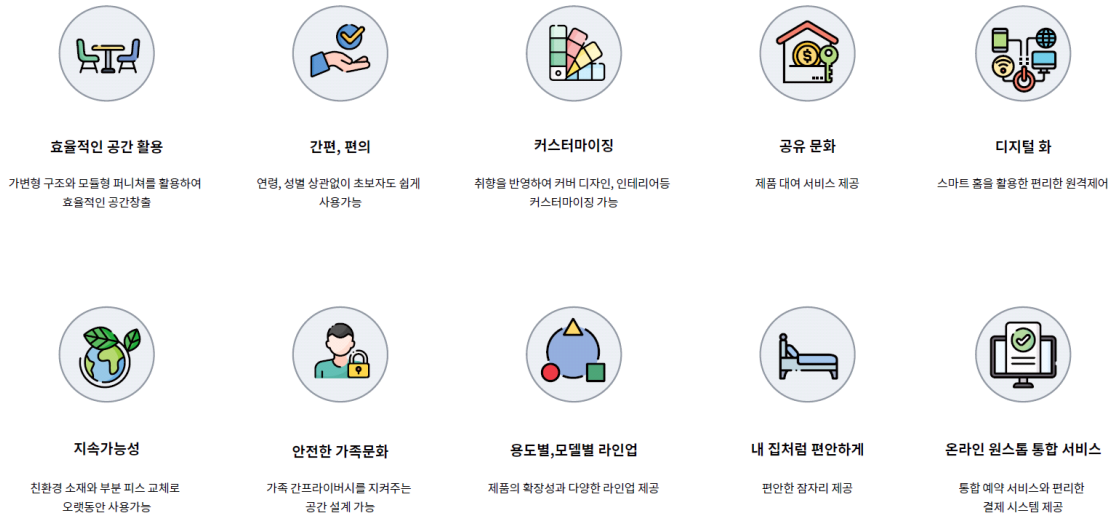 효율적인 공간 활용
가변형 구조와 모듈형 퍼니쳐를 활용하여
효율적인 공간창출
간편, 편의
연령, 성별 상관없이 초보자도 쉽게
사용가능
커스터마이징
취향을 반영하여 커버 디자인, 인테리어등
커스터마이징 가능
공유 문화
제품 대여 서비스 제공
디지털 화
스마트 홈을 활용한 편리한 원격제어
지속가능성
친환경 소재와 부분 피스 교체로
오랫동안 사용가능
안전한 가족문화
가족 간프라이버시를 지켜주는
공간 설계 가능
용도별,모델별 라인업
제품의 확장성과 다양한 라인업 제공
내 집처럼 편안하게
편안한 잠자리 제공
온라인 원스톱 통합 서비스
통합 예약 서비스와 편리한
결제 시스템 제공